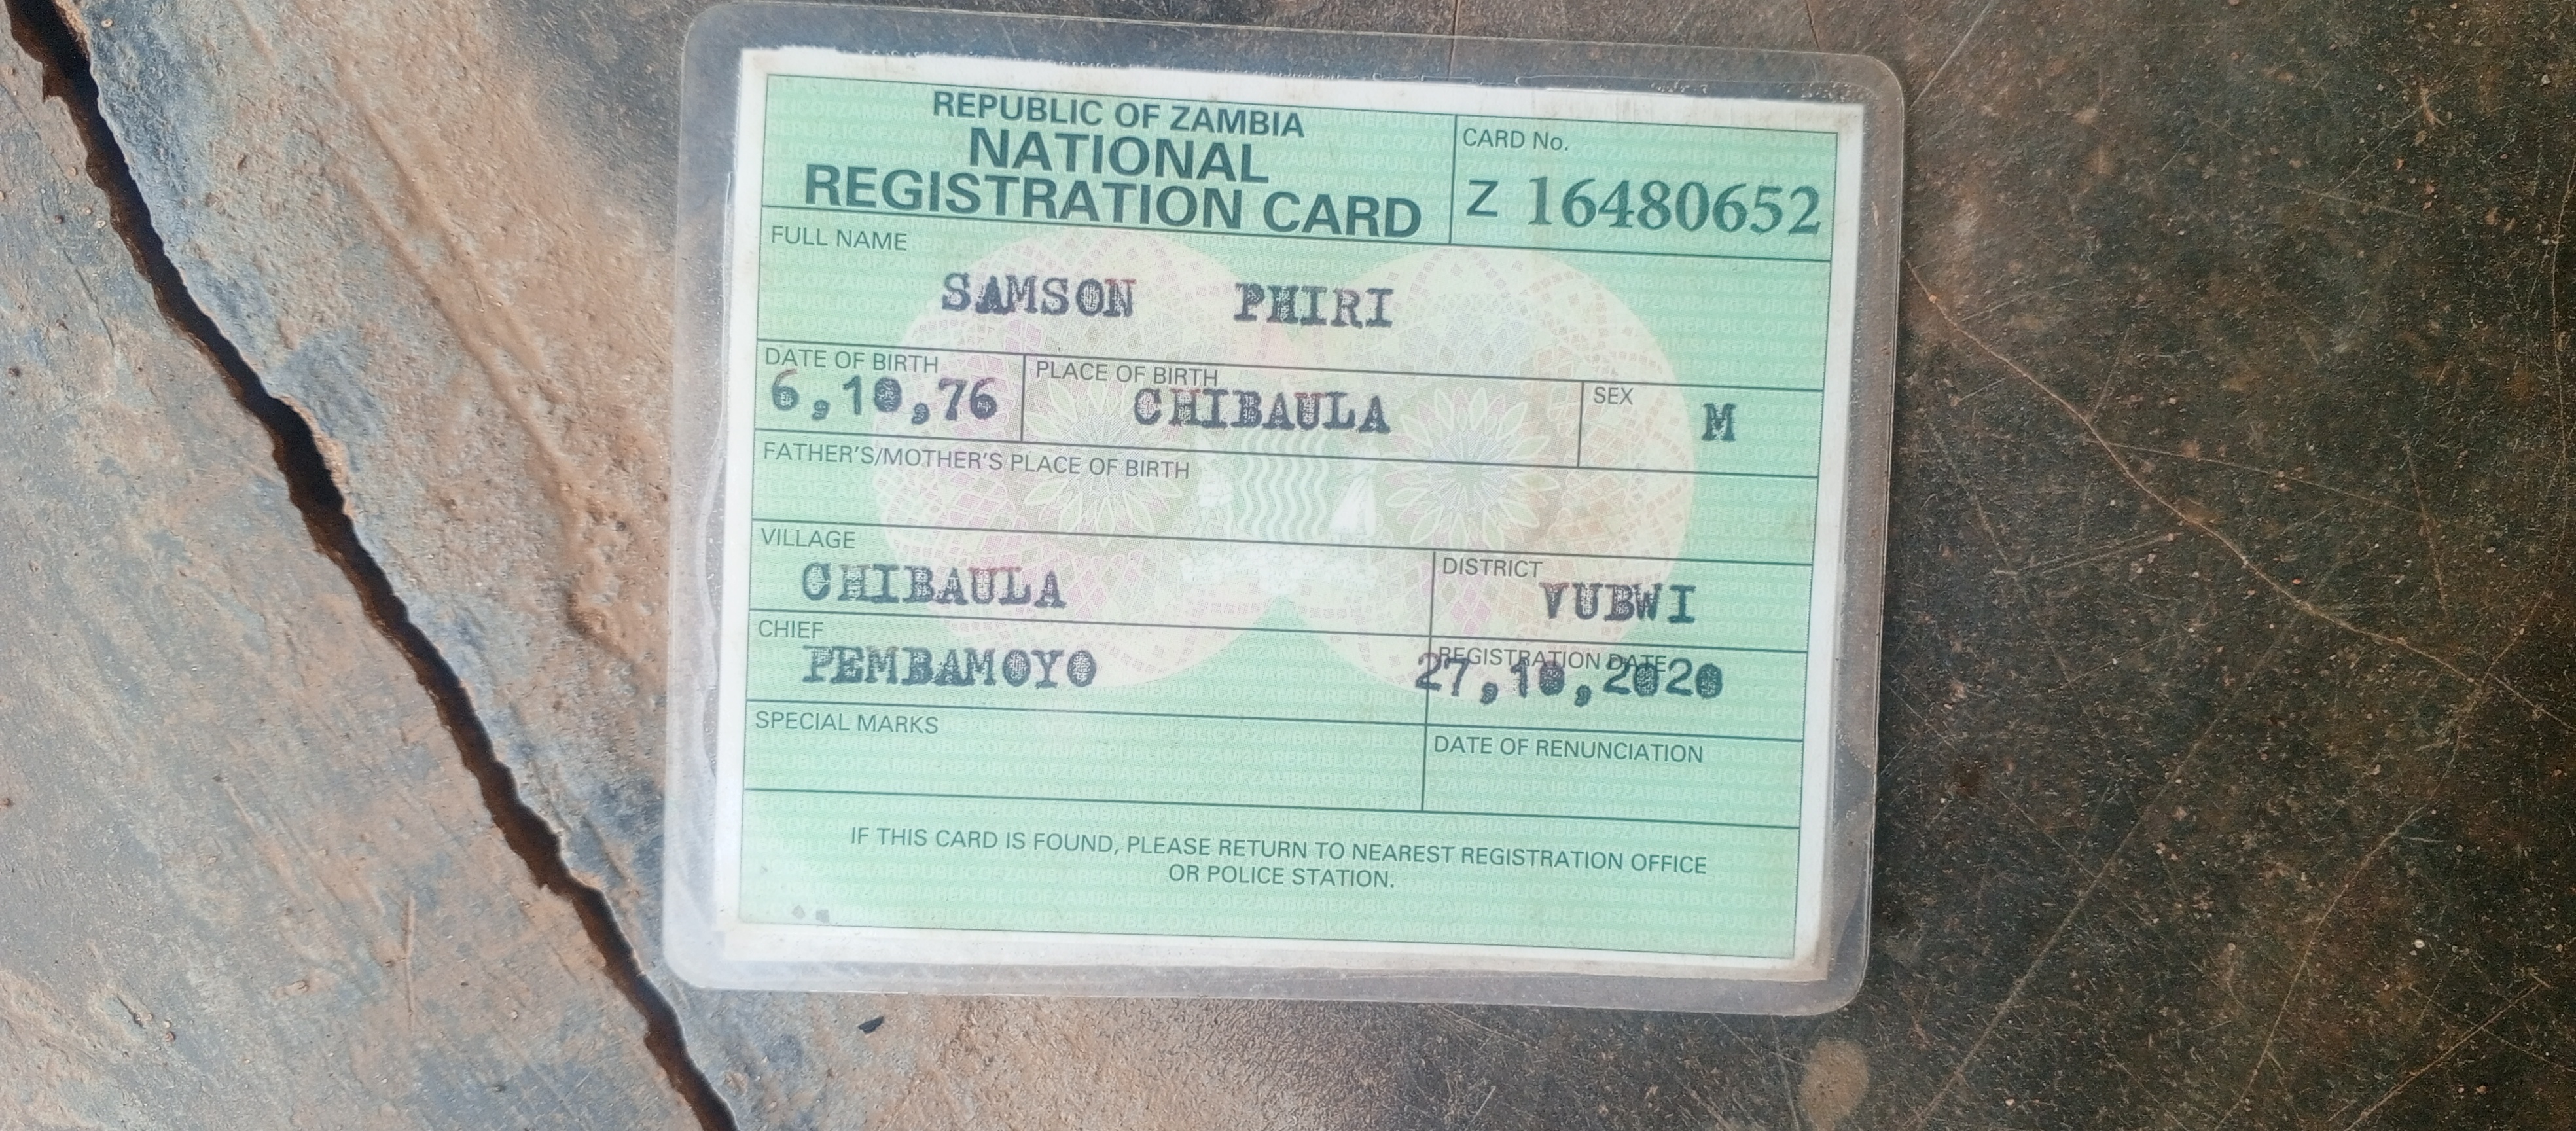 REPUBLIC OF ZAMBIA
NATIONAL
REGISTRATION CARD
CARD No.
Z 16480652
FULL NAME
SAMSON PHIRI
DATE OF BIRTH
6,10,76
PLACE OF BIRTH
CHIBAULA
SEX
M
FATHER'S/MOTHER'S PLACE OF BIRTH
VILLAGE
CHIBAULA
DISTRICT
VUBWI
CHIEF
PEMBAMOYO
REGISTRATION DATE
27,10,2020
SPECIAL MARKS
DATE OF RENUNCIATION
IF THIS CARD IS FOUND, PLEASE RETURN TO NEAREST REGISTRATION OFFICE
OR POLICE STATION.